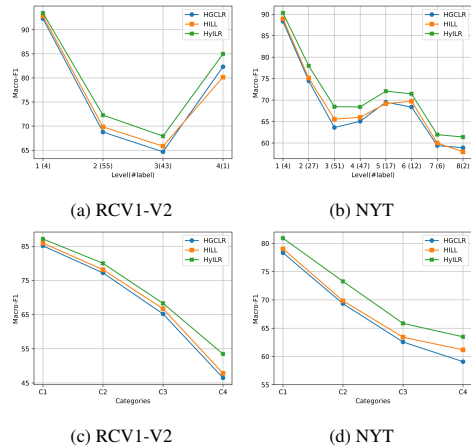 HGCLR
HILL
HyILR
Macro-F1
95
90
85
80
75
70
65
1 (4)
2 (55)
3(43)
4(1)
Level(#label)
(a) RCV1-V2
HGCLR
HILL
HyILR
Macro-F1
90
85
80
75
70
65
60
1 (4)
2 (27)
3 (51)
4 (47)
5 (17)
6 (12)
7 (6)
8(2)
Level(#label)
(b) NYT
HGCLR
HILL
HyILR
Macro-F1
85
75
65
55
45
C1
C2
C3
C4
Categories
(c) RCV1-V2
HGCLR
HILL
HyILR
Macro-F1
80
75
70
65
60
55
C1
C2
C3
C4
Categories
(d) NYT